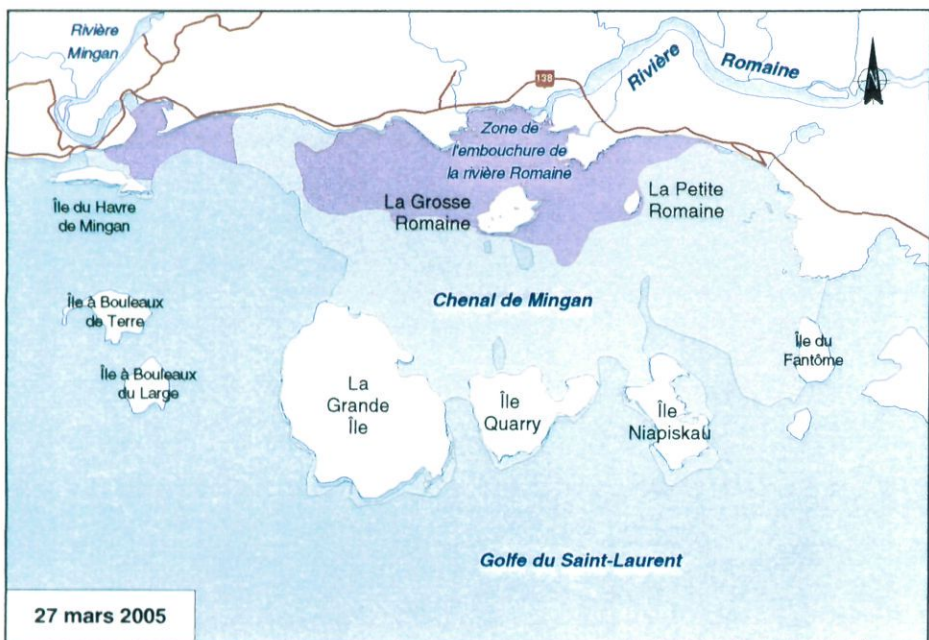 Rivière
Mingan
138
Rivière
Romaine
N
Zone de
l'embouchure de
la rivière Romaine
La Grosse
Romaine
La Petite
Romaine
Île du Havre
de Mingan
Chenal de Mingan
Île à Bouleaux
de Terre
Île du
Fantôme
Île à Bouleaux
du Large
La
Grande
Île
Île
Quarry
Île
Niapiskau
Golfe du Saint-Laurent
27 mars 2005